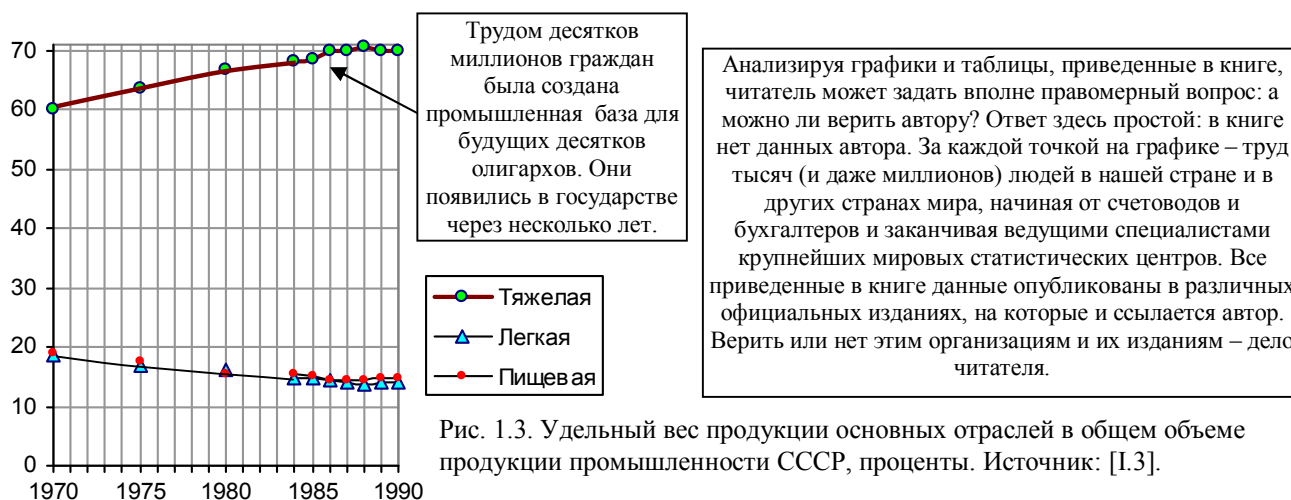 70
60
50
40
30
20
10
0
1970
1975
1980
1985
1990
Трудом десятков
миллионов граждан
была создана
промышленная база для
будущих десятков
олигархов. Они
появились в государстве
через несколько лет.
Тяжелая
Легкая
Пищевая
Анализируя графики и таблицы, приведенные в книге,
читатель может задать вполне правомерный вопрос: а
можно ли верить автору? Ответ здесь простой: в книге
нет данных автора. За каждой точкой на графике – труд
тысяч (и даже миллионов) людей в нашей стране и в
других странах мира, начиная от счетоводов и
бухгалтеров и заканчивая ведущими специалистами
крупнейших мировых статистических центров. Все
приведенные в книге данные опубликованы в различных
официальных изданиях, на которые и ссылается автор.
Верить или нет этим организациям и их изданиям – дело
читателя.
Рис. 1.3. Удельный вес продукции основных отраслей в общем объеме
продукции промышленности СССР, проценты. Источник: [I.3].